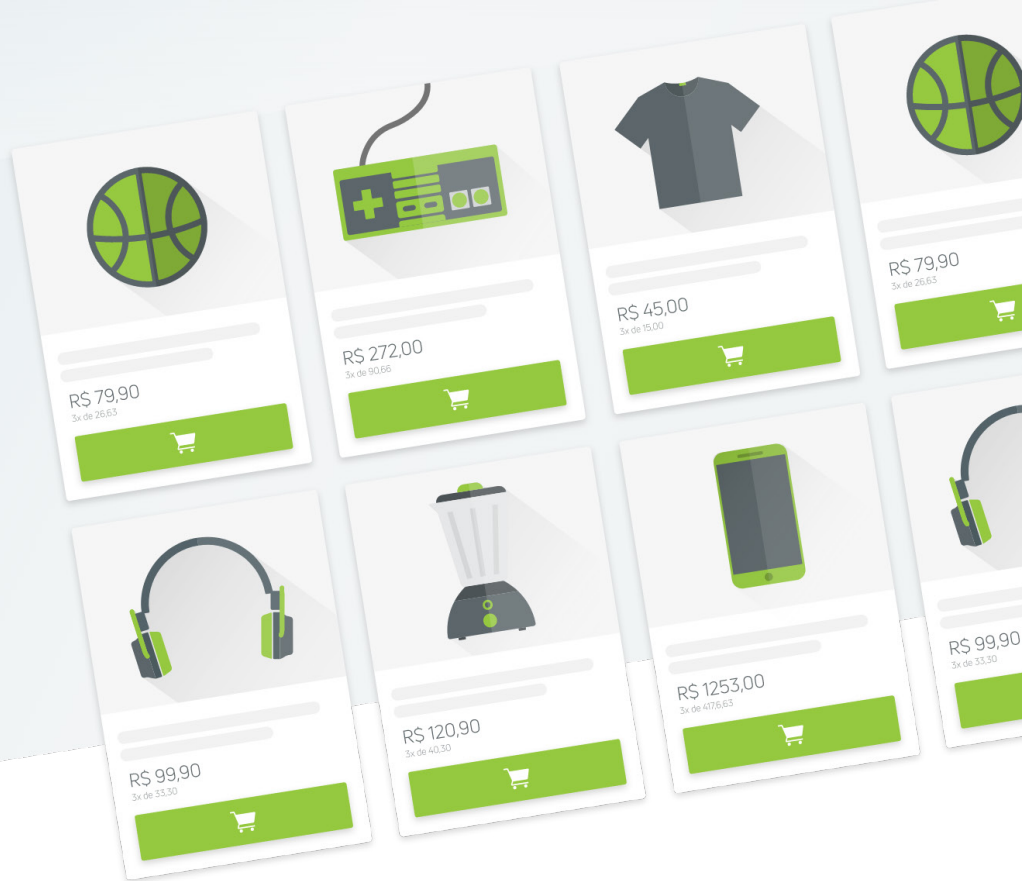 R$ 79,90
3x de 26,63
R$ 272,00
3x de 90,66
R$ 45,00
3x de 15,00
R$ 79,90
3x de 26,63
R$ 99,90
3x de 33,30
R$ 120,90
3x de 40,30
R$ 1253,00
3x de 417,6,63
R$ 99,90
3x de 33,30